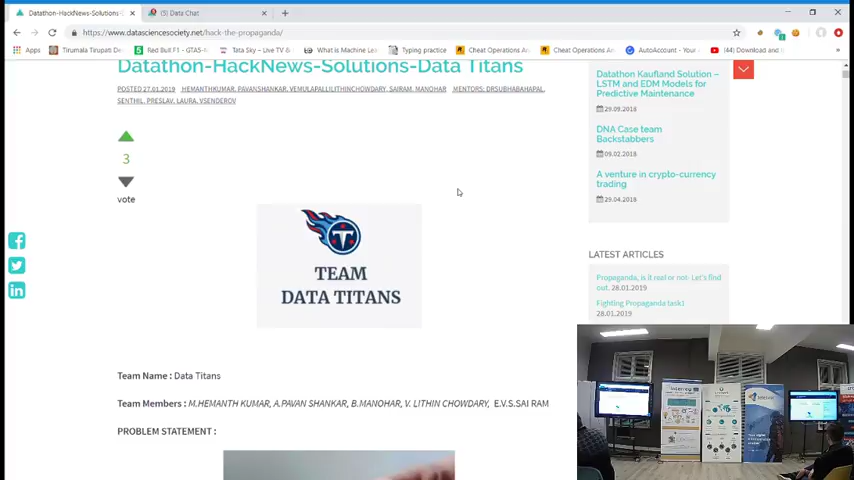 Datathon-HackNews-Solutions-D
(5) Data Chat
https://www.datasciencesociety.net/hack-the-propaganda/
Apps
Tirumala Tirupati De
Red Bull F1 - GTA5-
Tata Sky – Live TV &
What is Machine Lea
Typing practice
Cheat Operations An
Cheat Operations An
AutoAccount - Your
(44) Download and U
Datathon-HackNews-Solutions-Data Titans
POSTED 27.01.2019 HEMANTHKUMAR, PAVANSHANKAR, VEMULAPALLILITHINCHOWDARY, SAIRAM, MANOHAR MENTORS: DRSUBHABAHAPAL,
SENTHIL, PRESLAV, LAURA, VSENDEROV
3
vote
TEAM
DATA TITANS
Team Name : Data Titans
Team Members : M.HEMANTH KUMAR, A.PAVAN SHANKAR, B.MANOHAR, V. LITHIN CHOWDARY, E.V.S.SAI RAM
PROBLEM STATEMENT :
Datathon Kaufland Solution –
LSTM and EDM Models for
Predictive Maintenance
29.09.2018
DNA Case team
Backstabbers
09.02.2018
A venture in crypto-currency
trading
29.04.2018
LATEST ARTICLES
Propaganda, is it real or not- Let's find
out. 28.01.2019
Fighting Propaganda task1
28.01.2019